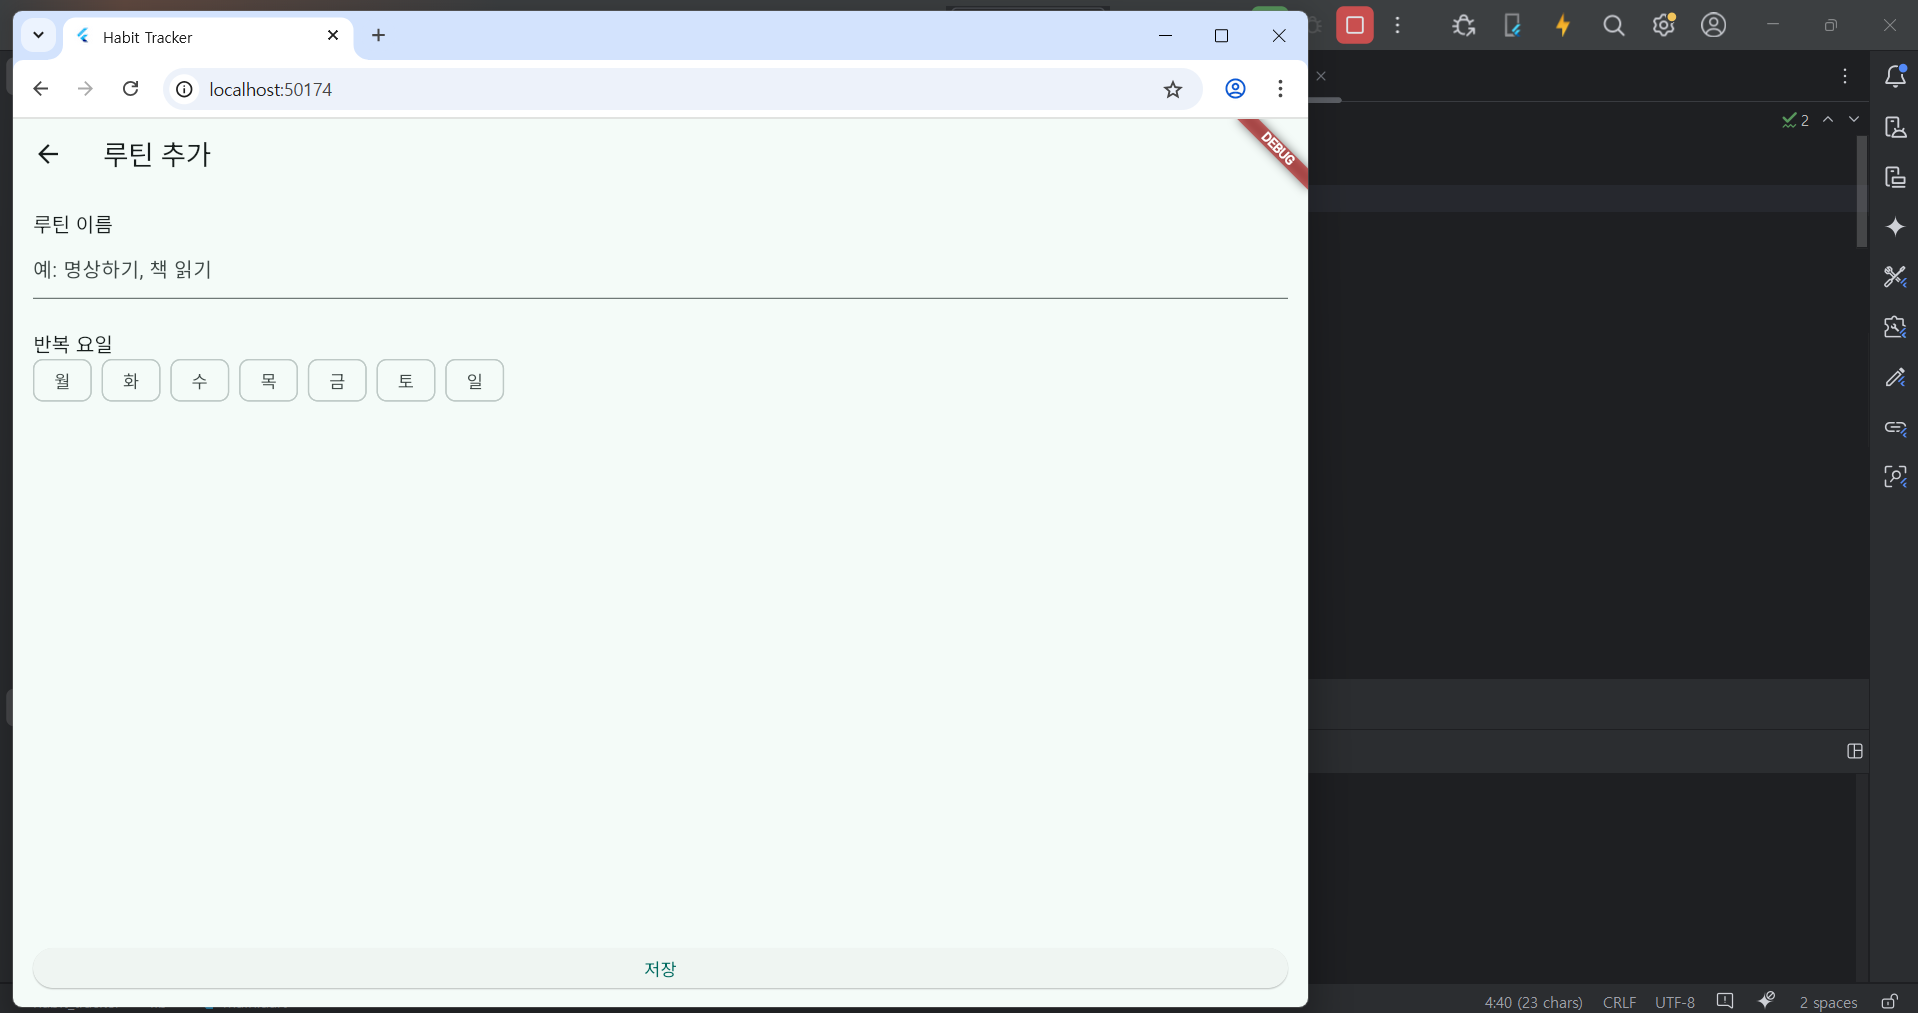 Habit Tracker
localhost:50174
DEBUG
루틴 추가
루틴 이름
예: 명상하기, 책 읽기
반복 요일
월 화 수 목 금 토 일
저장
2
4:40 (23 chars) CRLF UTF-8 2 spaces